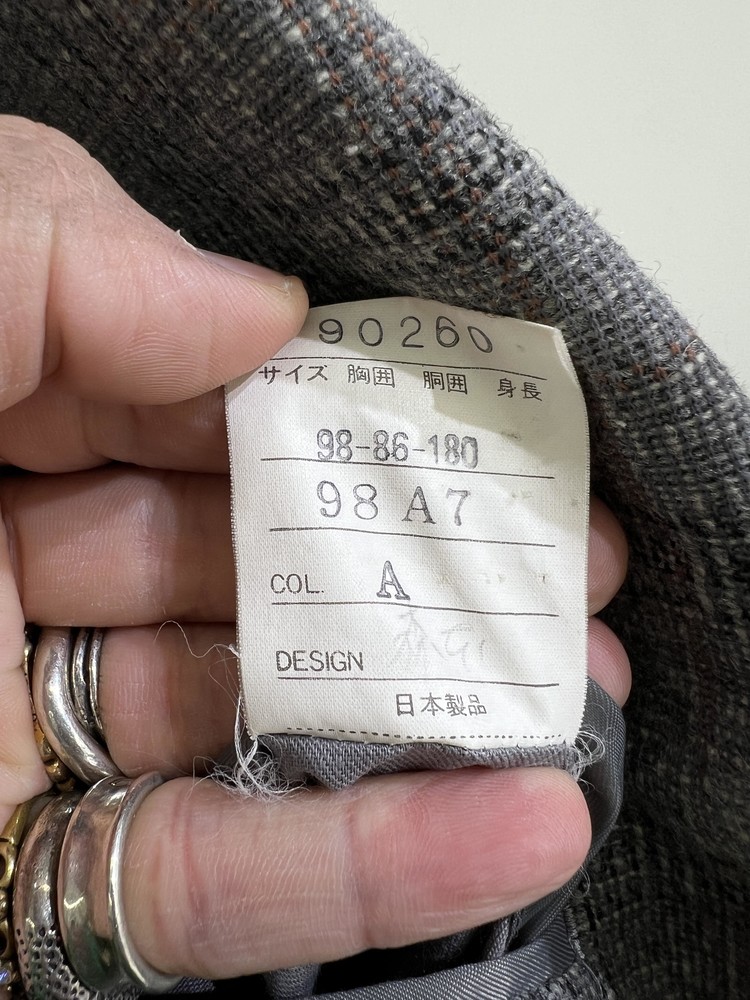 90260
サイズ 胸囲 胴囲 身長
98-86-180
98 A 7
COL. A
DESIGN
日本製品